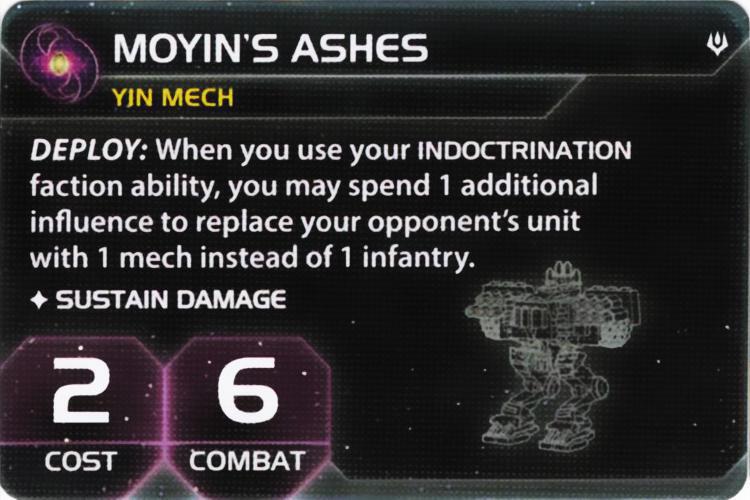 MOYIN'S ASHES
YIN MECH
DEPLOY: When you use your INDOCTRINATION
faction ability, you may spend 1 additional
influence to replace your opponent's unit
with 1 mech instead of 1 infantry.
✦ SUSTAIN DAMAGE
2 6
COST COMBAT